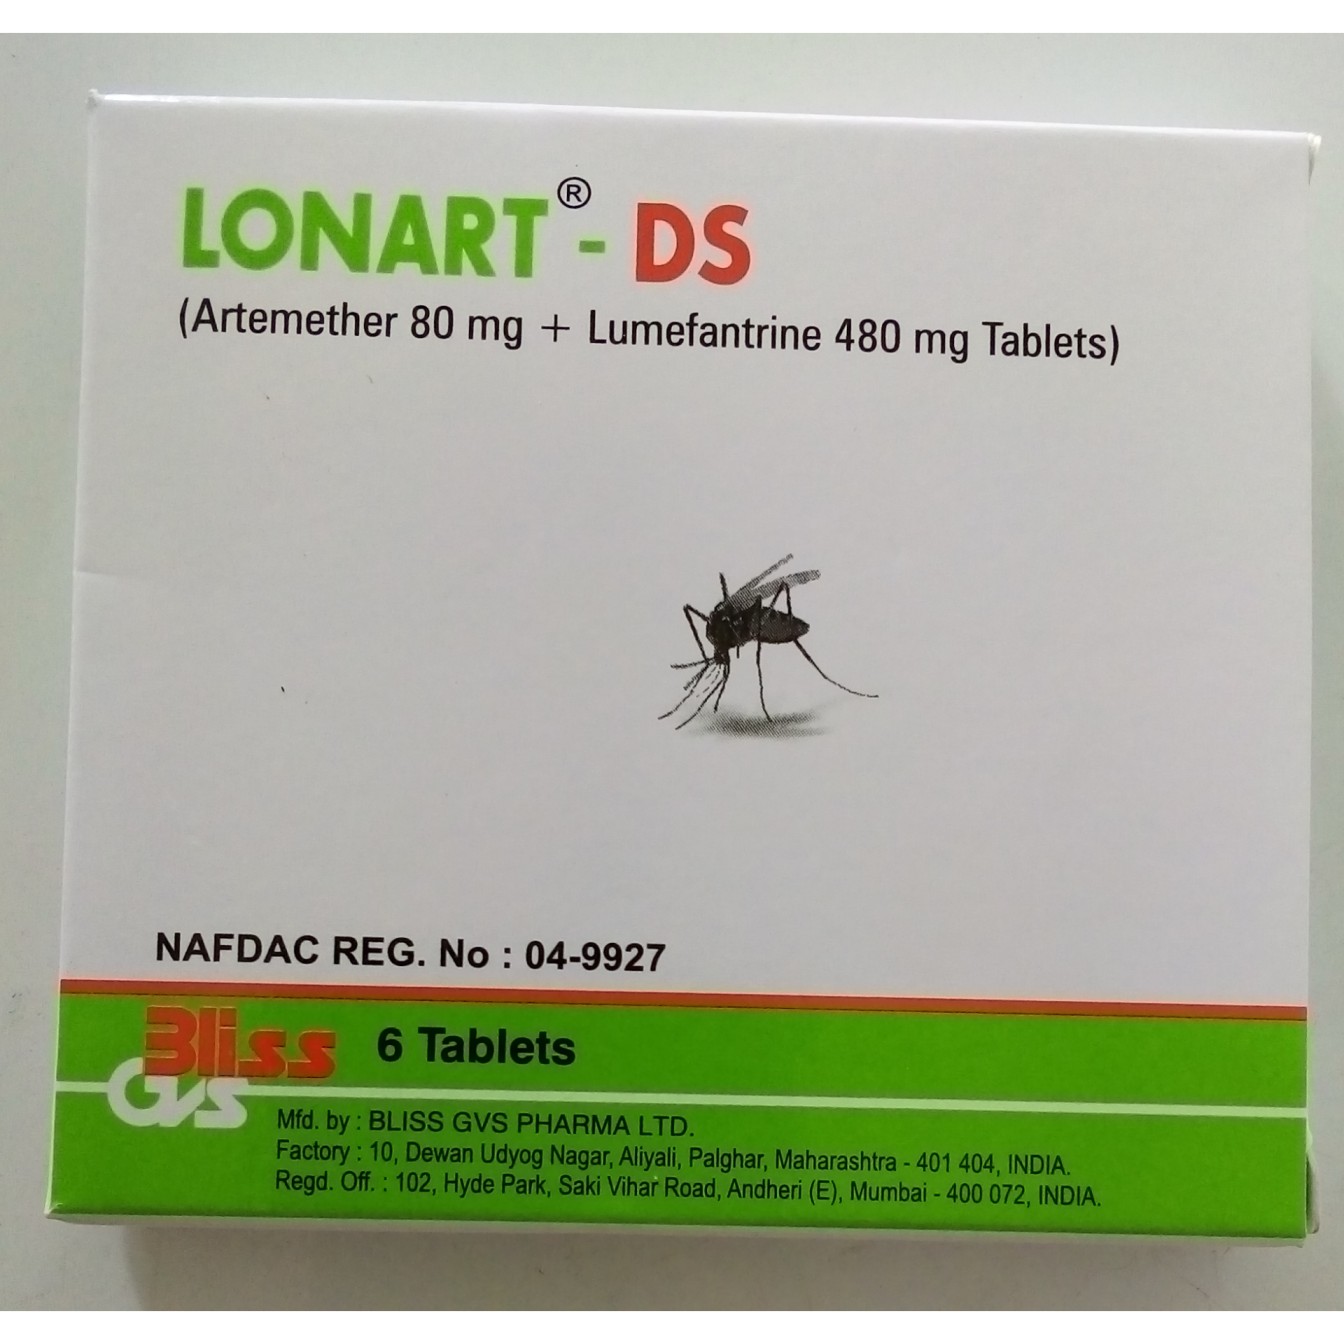 LONART® - DS
(Artemether 80 mg + Lumefantrine 480 mg Tablets)
NAFDAC REG. No : 04-9927
Bliss
GVS
6 Tablets
Mfd. by : BLISS GVS PHARMA LTD.
Factory : 10, Dewan Udyog Nagar, Aliyali, Palghar, Maharashtra - 401 404, INDIA.
Regd. Off. : 102, Hyde Park, Saki Vihar Road, Andheri (E), Mumbai - 400 072, INDIA.